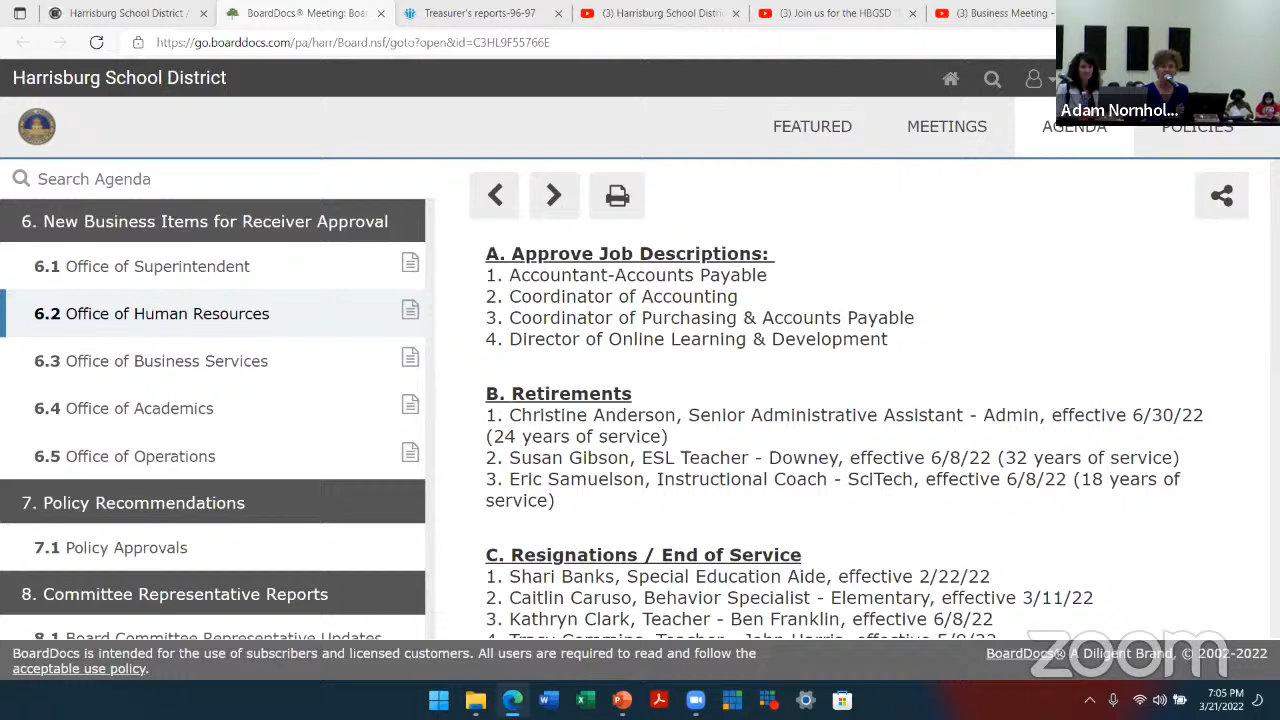 Harrisburg School District /
BoardDocs® Meeting: Boar
Treasurer's reports-96-97
(3) Harrisburg School Distri
(3) Join us for the HBGSD
(3) Business Meeting -
https://go.boarddocs.com/pa/harr/Board.nsf/goto?open&id=C3HL9F55766E
Harrisburg School District
Adam Nornhol...
FEATURED
MEETINGS
AGENDA
POLICIES
Search Agenda
6. New Business Items for Receiver Approval
6.1 Office of Superintendent
6.2 Office of Human Resources
6.3 Office of Business Services
6.4 Office of Academics
6.5 Office of Operations
7. Policy Recommendations
7.1 Policy Approvals
8. Committee Representative Reports
8.1 Board Committee Representative Updates
A. Approve Job Descriptions:
1. Accountant-Accounts Payable
2. Coordinator of Accounting
3. Coordinator of Purchasing & Accounts Payable
4. Director of Online Learning & Development
B. Retirements
1. Christine Anderson, Senior Administrative Assistant - Admin, effective 6/30/22
(24 years of service)
2. Susan Gibson, ESL Teacher - Downey, effective 6/8/22 (32 years of service)
3. Eric Samuelson, Instructional Coach - SciTech, effective 6/8/22 (18 years of
service)
C. Resignations / End of Service
1. Shari Banks, Special Education Aide, effective 2/22/22
2. Caitlin Caruso, Behavior Specialist - Elementary, effective 3/11/22
3. Kathryn Clark, Teacher - Ben Franklin, effective 6/8/22
BoardDocs is intended for the use of subscribers and licensed customers. All users are required to read and follow the
acceptable use policy.
BoardDocs® A Diligent Brand, © 2002-2022
zoom
7:05 PM
3/21/2022